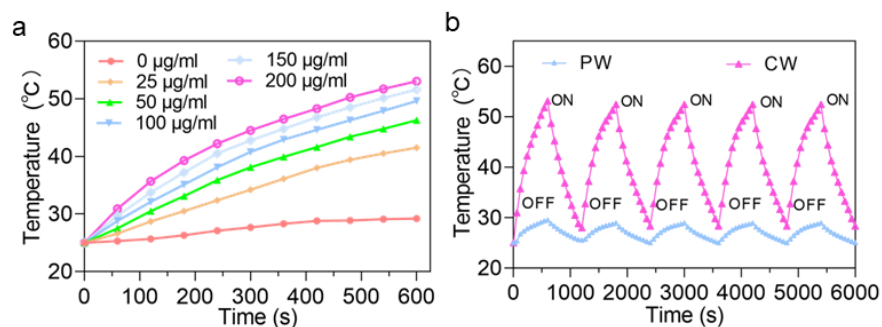 a
60
50
40
30
20
Temperature (°C)
0 μg/ml
25 μg/ml
50 μg/ml
100 μg/ml
150 μg/ml
200 μg/ml
0 100 200 300 400 500 600
Time (s)
b
60
50
40
30
20
Temperature (°C)
PW CW
ON ON ON ON ON
OFF OFF OFF OFF OFF
0 1000 2000 3000 4000 5000 6000
Time (s)